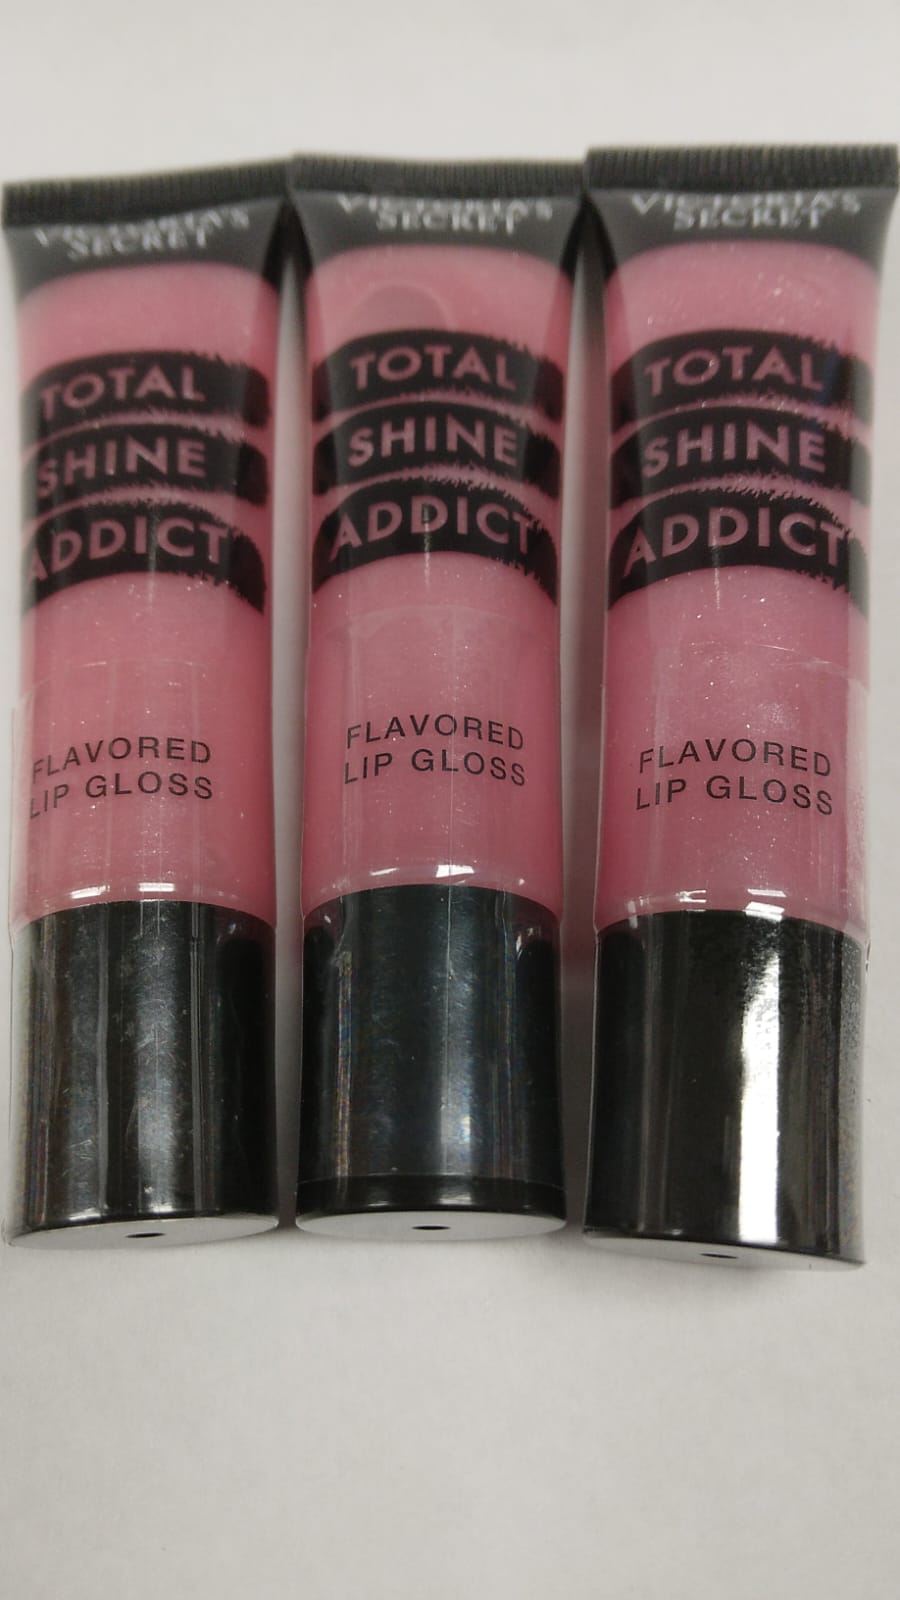 VICTORIA'S
SECRET
TOTAL
SHINE
ADDICT
FLAVORED
LIP GLOSS
VICTORIA'S
SECRET
TOTAL
SHINE
ADDICT
FLAVORED
LIP GLOSS
VICTORIA'S
SECRET
TOTAL
SHINE
ADDICT
FLAVORED
LIP GLOSS